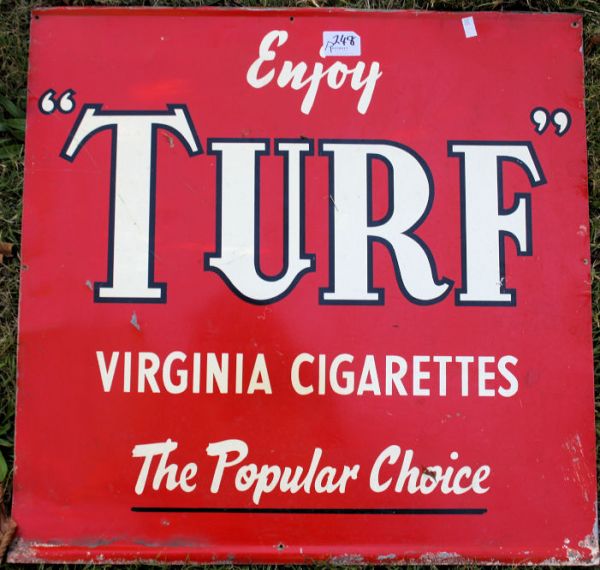 248
Enjoy
"TURF"
VIRGINIA CIGARETTES
The Popular Choice